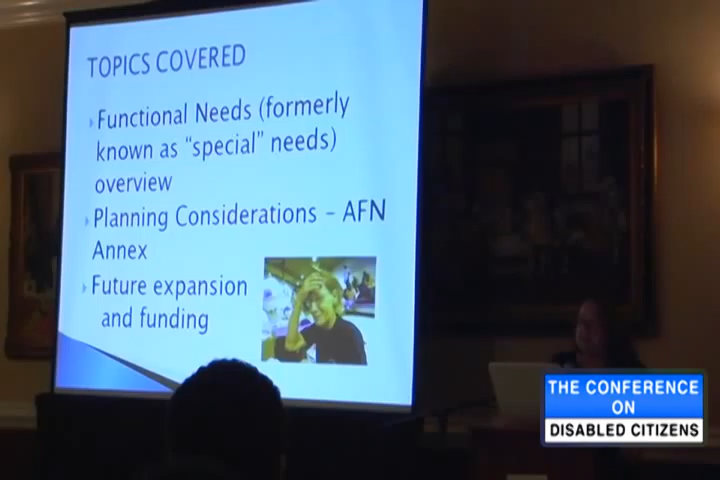 TOPICS COVERED
Functional Needs (formerly
known as "special" needs)
overview
Planning Considerations – AFN
Annex
Future expansion
and funding
THE CONFERENCE
ON
DISABLED CITIZENS